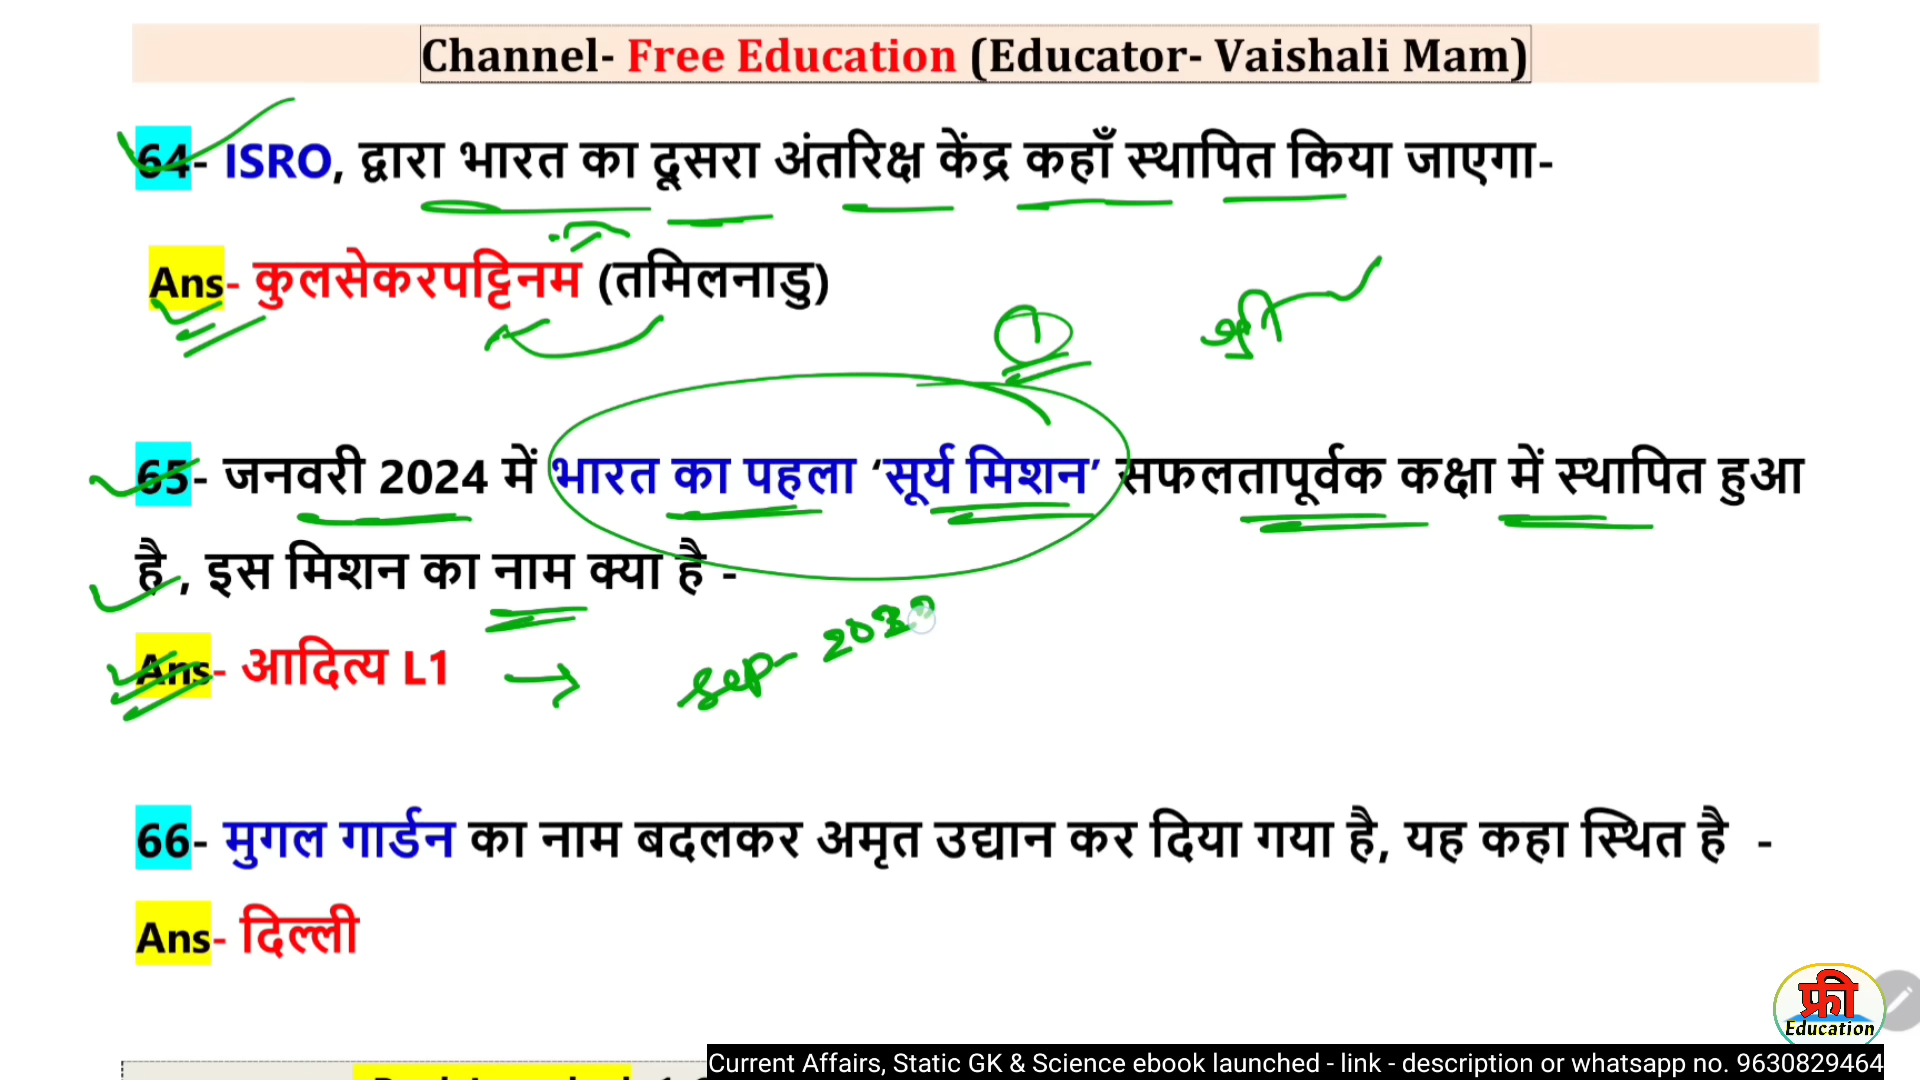 Channel- Free Education (Educator- Vaishali Mam)
64- ISRO, द्वारा भारत का दूसरा अंतरिक्ष केंद्र कहाँ स्थापित किया जाएगा-
Ans- कुलसेकरपट्टिनम (तमिलनाडु)
1
65- जनवरी 2024 में भारत का पहला ‘सूर्य मिशन’ सफलतापूर्वक कक्षा में स्थापित हुआ
है , इस मिशन का नाम क्या है -
Ans- आदित्य L1
Sep-
66- मुगल गार्डन का नाम बदलकर अमृत उद्यान कर दिया गया है, यह कहा स्थित है -
Ans- दिल्ली
फ्री
Education
Current Affairs, Static GK & Science ebook launched - link - description or whatsapp no. 9630829464